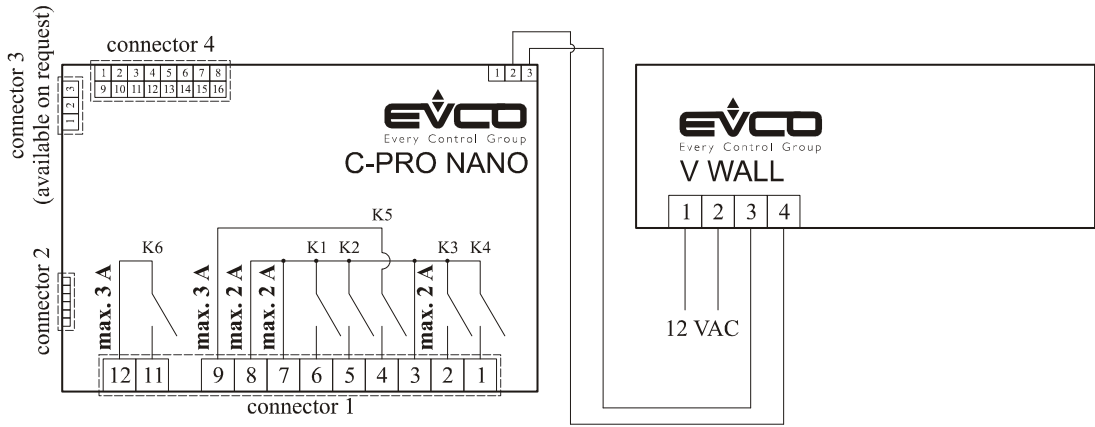 connector 3
(available on request)
connector 4
1 2 3 4 5 6 7 8
9 10 11 12 13 14 15 16
3
2
1
1 2 3
EVCO
Every Control Group
C-PRO NANO
EVCO
Every Control Group
V WALL
1 2 3 4
12 VAC
K5
K6 K1 K2 K3 K4
connector 2
max. 3 A max. 3 A max. 2 A max. 2 A max. 2 A
12 11 9 8 7 6 5 4 3 2 1
connector 1